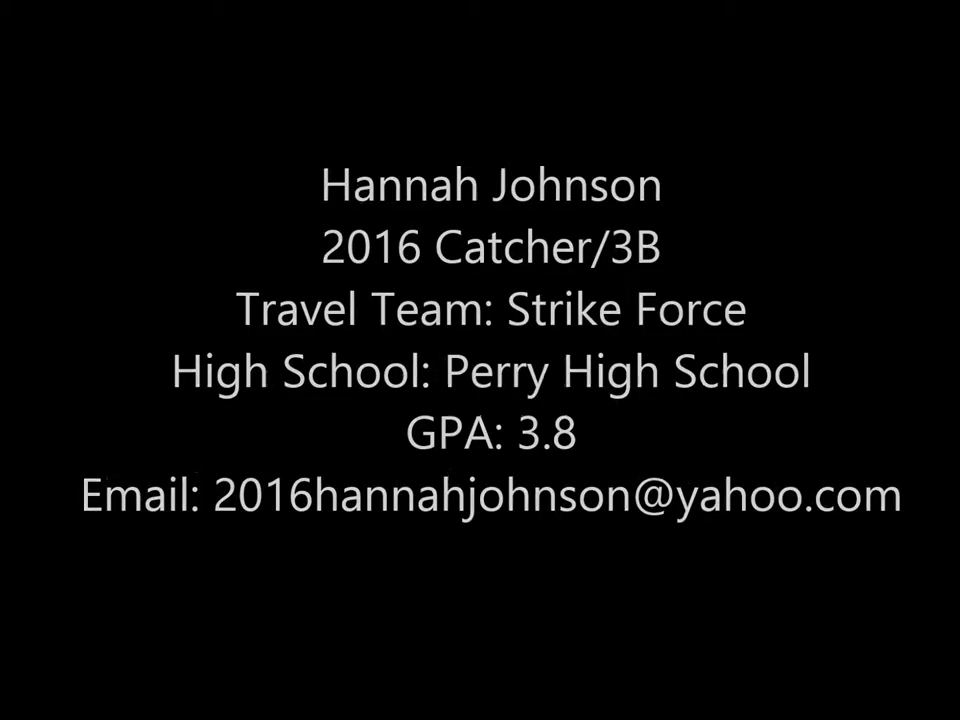 Hannah Johnson
2016 Catcher/3B
Travel Team: Strike Force
High School: Perry High School
GPA: 3.8
Email: 2016hannahjohnson@yahoo.com